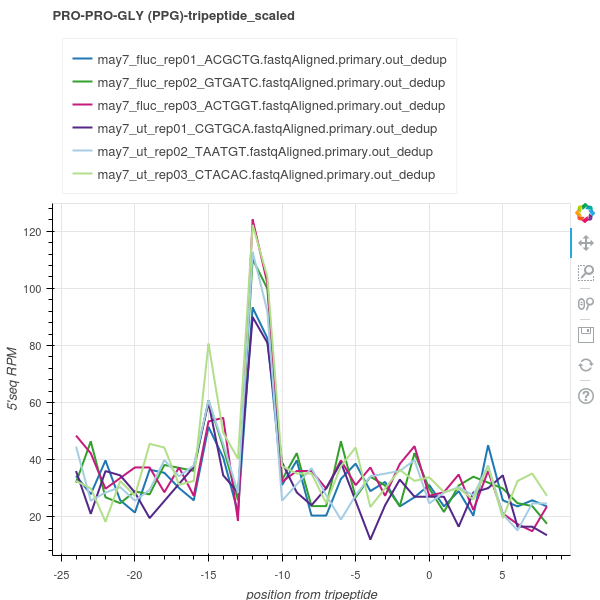 PRO-PRO-GLY (PPG)-tripeptide_scaled
may7_fluc_rep01_ACGCTG.fastqAligned.primary.out_dedup
may7_fluc_rep02_GTGATC.fastqAligned.primary.out_dedup
may7_fluc_rep03_ACTGGT.fastqAligned.primary.out_dedup
may7_ut_rep01_CGTGCA.fastqAligned.primary.out_dedup
may7_ut_rep02_TAATGT.fastqAligned.primary.out_dedup
may7_ut_rep03_CTACAC.fastqAligned.primary.out_dedup
120
100
80
60
40
20
5'seq RPM
-25 -20 -15 -10 -5 0 5
position from tripeptide